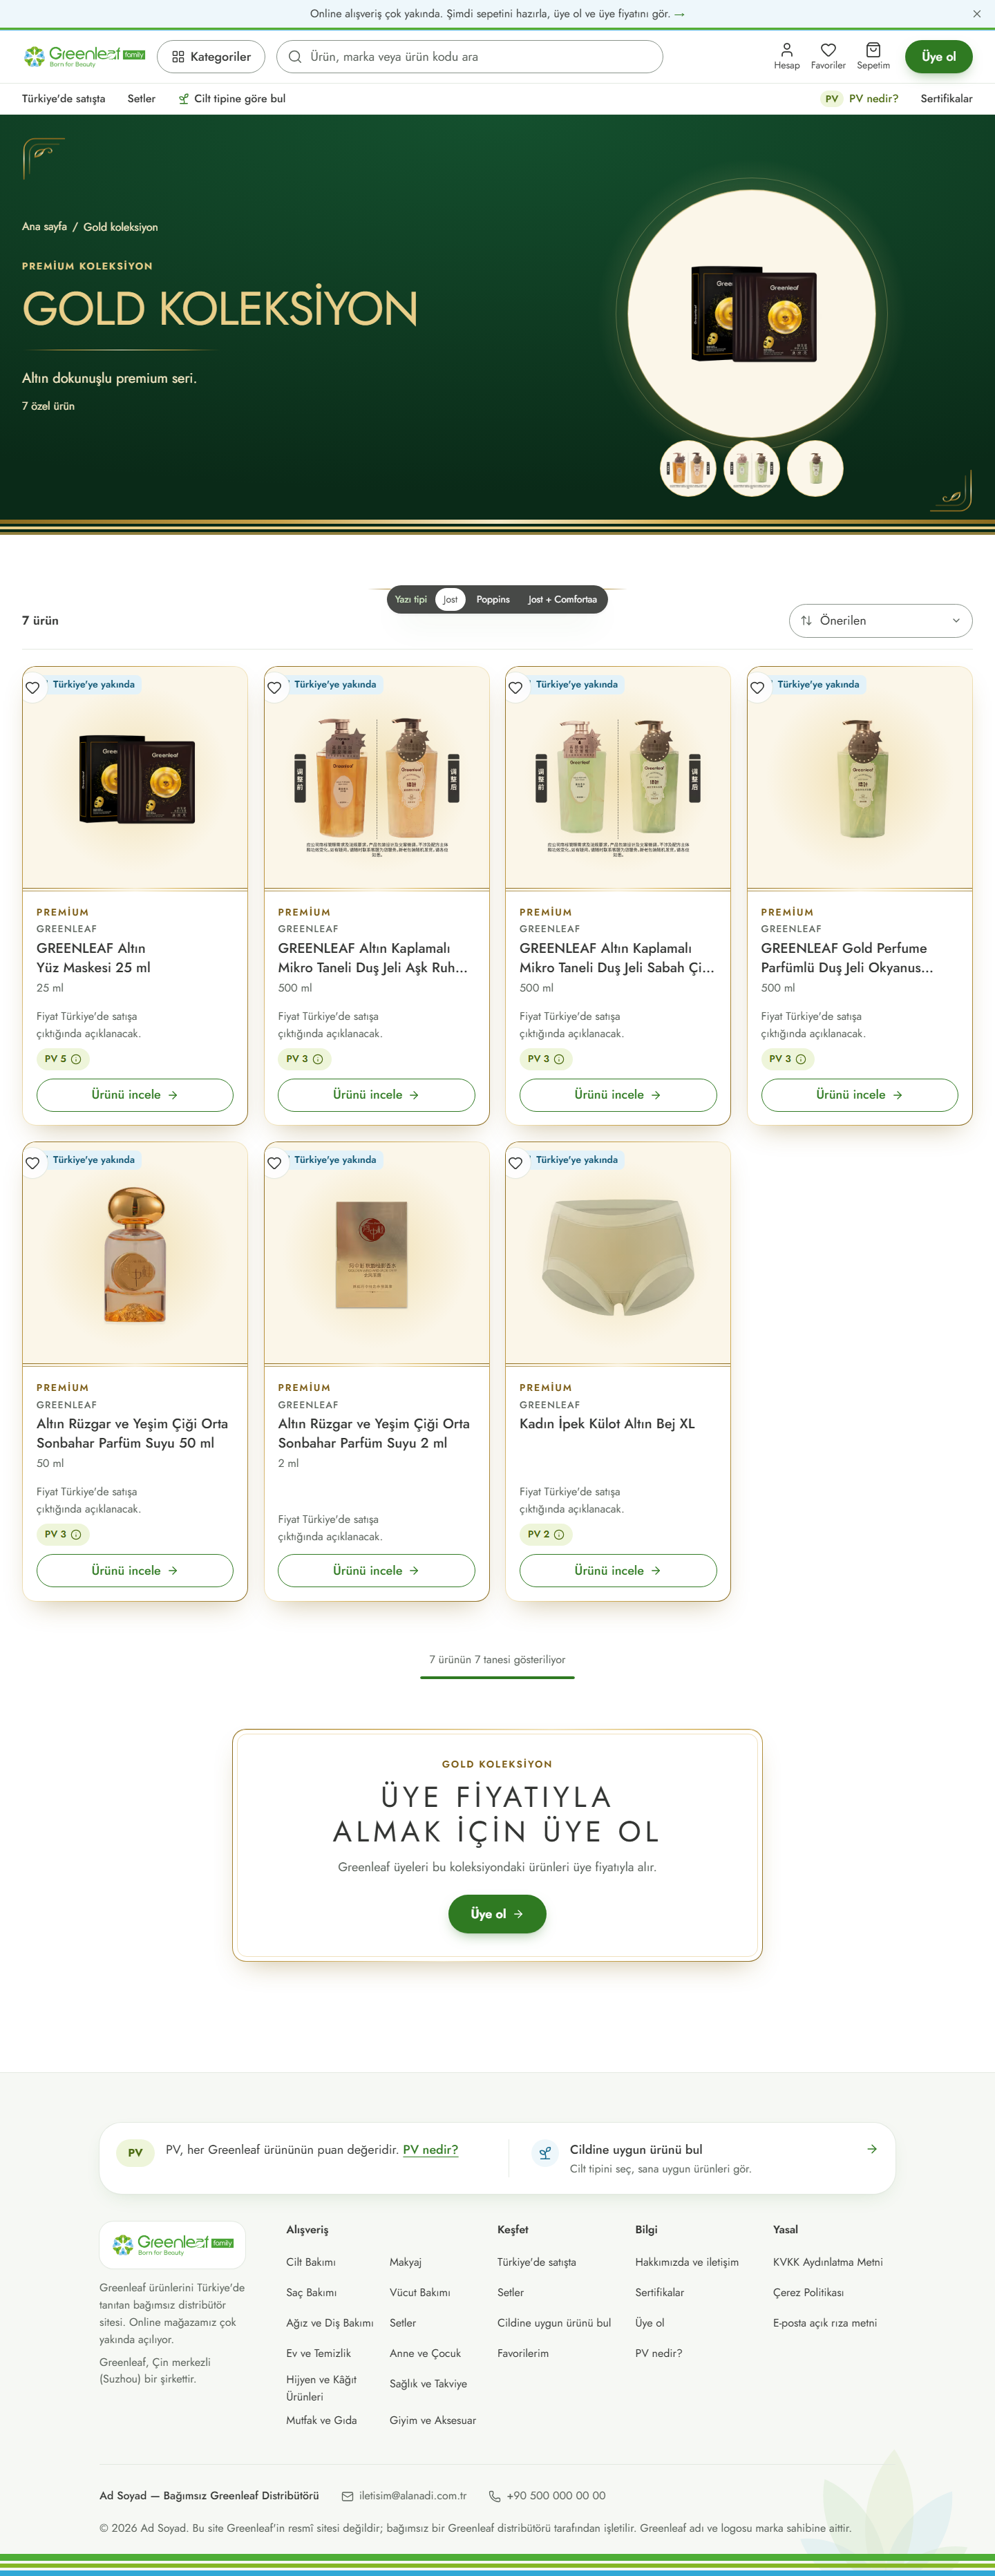 Online alışveriş çok yakında. Şimdi sepetini hazırla, üye ol ve üye fiyatını gör. →
Greenleaf family
Born for Beauty
Kategoriler
Ürün, marka veya ürün kodu ara
Hesap
Favoriler
Sepetim
Üye ol
Türkiye'de satışta
Setler
Cilt tipine göre bul
PV PV nedir?
Sertifikalar
Ana sayfa / Gold koleksiyon
PREMİUM KOLEKSİYON
GOLD KOLEKSİYON
Altın dokunuşlu premium seri.
7 özel ürün
Greenleaf
Yazı tipi Jost Poppins Jost + Comfortaa
7 ürün
Önerilen
Türkiye'ye yakında
Türkiye'ye yakında
Türkiye'ye yakında
Türkiye'ye yakında
Greenleaf
调整前
调整后
调整前
调整后
PREMİUM
GREENLEAF
GREENLEAF Altın
Yüz Maskesi 25 ml
25 ml
Fiyat Türkiye'de satışa
çıktığında açıklanacak.
PV 5
Ürünü incele →
PREMİUM
GREENLEAF
GREENLEAF Altın Kaplamalı
Mikro Taneli Duş Jeli Aşk Ruh...
500 ml
Fiyat Türkiye'de satışa
çıktığında açıklanacak.
PV 3
Ürünü incele →
PREMİUM
GREENLEAF
GREENLEAF Altın Kaplamalı
Mikro Taneli Duş Jeli Sabah Çi...
500 ml
Fiyat Türkiye'de satışa
çıktığında açıklanacak.
PV 3
Ürünü incele →
PREMİUM
GREENLEAF
GREENLEAF Gold Perfume
Parfümlü Duş Jeli Okyanus...
500 ml
Fiyat Türkiye'de satışa
çıktığında açıklanacak.
PV 3
Ürünü incele →
Türkiye'ye yakında
Türkiye'ye yakında
Türkiye'ye yakında
PREMİUM
GREENLEAF
Altın Rüzgar ve Yeşim Çiği Orta
Sonbahar Parfüm Suyu 50 ml
50 ml
Fiyat Türkiye'de satışa
çıktığında açıklanacak.
PV 3
Ürünü incele →
PREMİUM
GREENLEAF
Altın Rüzgar ve Yeşim Çiği Orta
Sonbahar Parfüm Suyu 2 ml
2 ml
Fiyat Türkiye'de satışa
çıktığında açıklanacak.
Ürünü incele →
PREMİUM
GREENLEAF
Kadın İpek Külot Altın Bej XL
Fiyat Türkiye'de satışa
çıktığında açıklanacak.
PV 2
Ürünü incele →
7 ürünün 7 tanesi gösteriliyor
GOLD KOLEKSİYON
ÜYE FİYATIYLA
ALMAK İÇİN ÜYE OL
Greenleaf üyeleri bu koleksiyondaki ürünleri üye fiyatıyla alır.
Üye ol →
PV
PV, her Greenleaf ürününün puan değeridir. PV nedir?
Cildine uygun ürünü bul
Cilt tipini seç, sana uygun ürünleri gör.
Greenleaf family
Born for Beauty
Greenleaf ürünlerini Türkiye'de
tanıtan bağımsız distribütör
sitesi. Online mağazamız çok
yakında açılıyor.
Greenleaf, Çin merkezli
(Suzhou) bir şirkettir.
Alışveriş
Cilt Bakımı
Makyaj
Saç Bakımı
Vücut Bakımı
Ağız ve Diş Bakımı
Setler
Ev ve Temizlik
Anne ve Çocuk
Hijyen ve Kâğıt
Ürünleri
Sağlık ve Takviye
Mutfak ve Gıda
Giyim ve Aksesuar
Keşfet
Türkiye'de satışta
Setler
Cildine uygun ürünü bul
Favorilerim
Bilgi
Hakkımızda ve iletişim
Sertifikalar
Üye ol
PV nedir?
Yasal
KVKK Aydınlatma Metni
Çerez Politikası
E-posta açık rıza metni
Ad Soyad — Bağımsız Greenleaf Distribütörü
iletisim@alanadi.com.tr
+90 500 000 00 00
© 2026 Ad Soyad. Bu site Greenleaf'in resmî sitesi değildir; bağımsız bir Greenleaf distribütörü tarafından işletilir. Greenleaf adı ve logosu marka sahibine aittir.